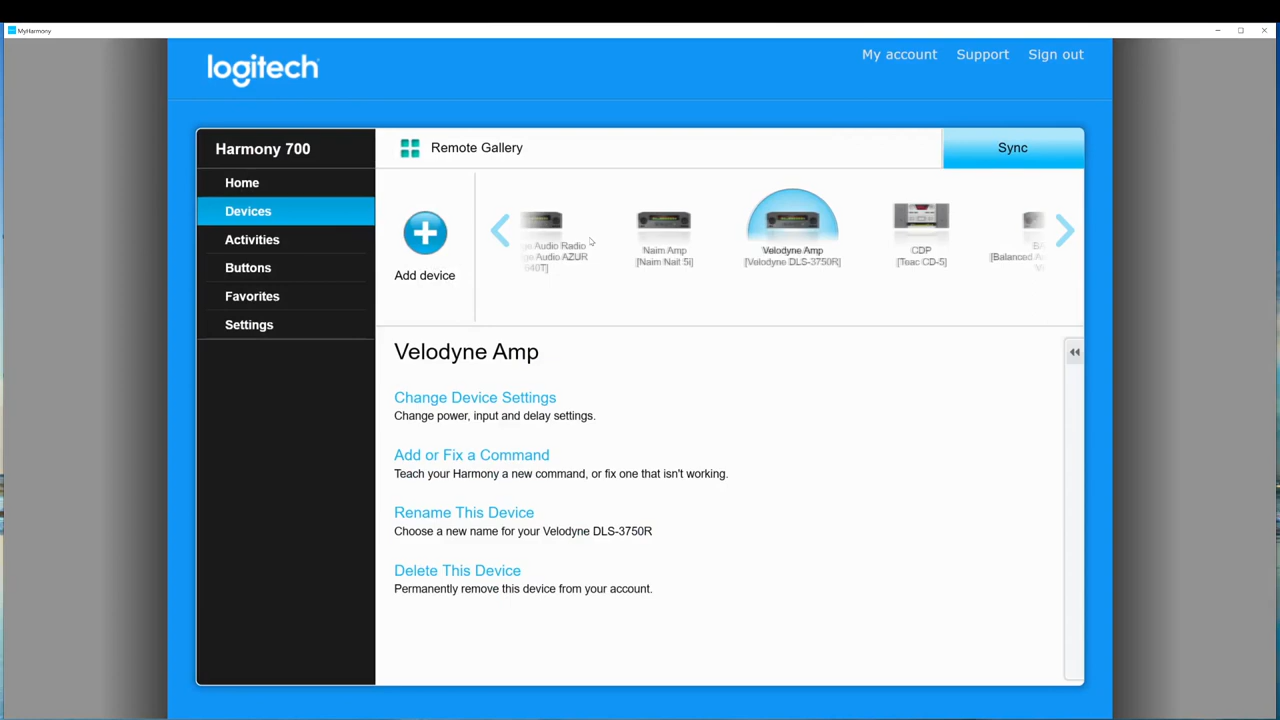 MyHarmony
logitech
My account Support Sign out
Harmony 700
Remote Gallery
Sync
Home
Devices
Activities
Buttons
Favorites
Settings
Add device
Audio Radio
Audio AZUR
640T]
Naim Amp
[Naim Nait 5i]
Velodyne Amp
[Velodyne DLS-3750R]
CDP
[Teac CD-5]
[Balanced
Velodyne Amp
Change Device Settings
Change power, input and delay settings.
Add or Fix a Command
Teach your Harmony a new command, or fix one that isn't working.
Rename This Device
Choose a new name for your Velodyne DLS-3750R
Delete This Device
Permanently remove this device from your account.